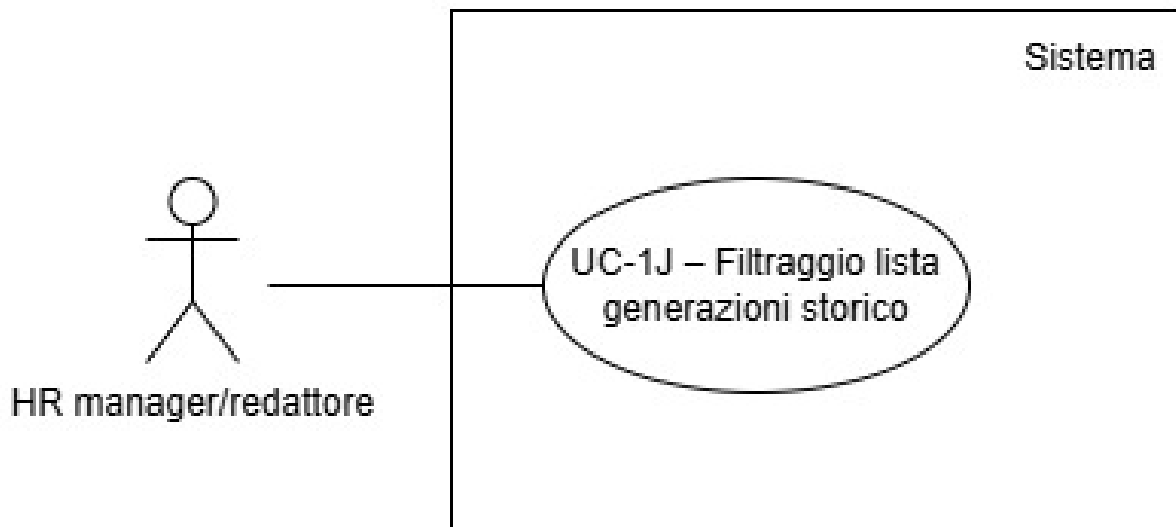 Sistema
UC-1J – Filtraggio lista
generazioni storico
HR manager/redattore